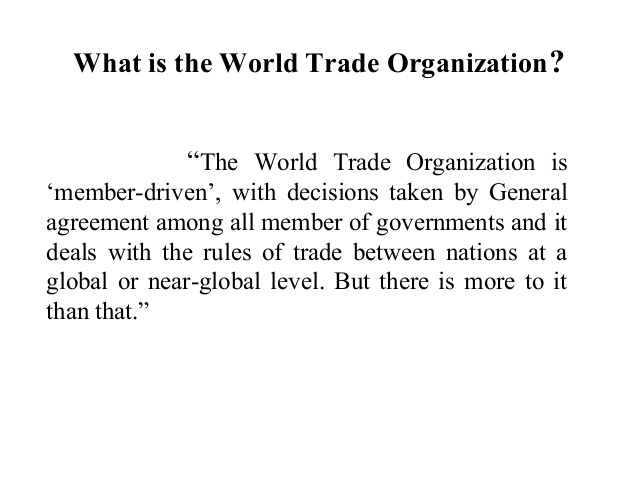 What is the World Trade Organization?
“The World Trade Organization is
‘member-driven’, with decisions taken by General
agreement among all member of governments and it
deals with the rules of trade between nations at a
global or near-global level. But there is more to it
than that.”